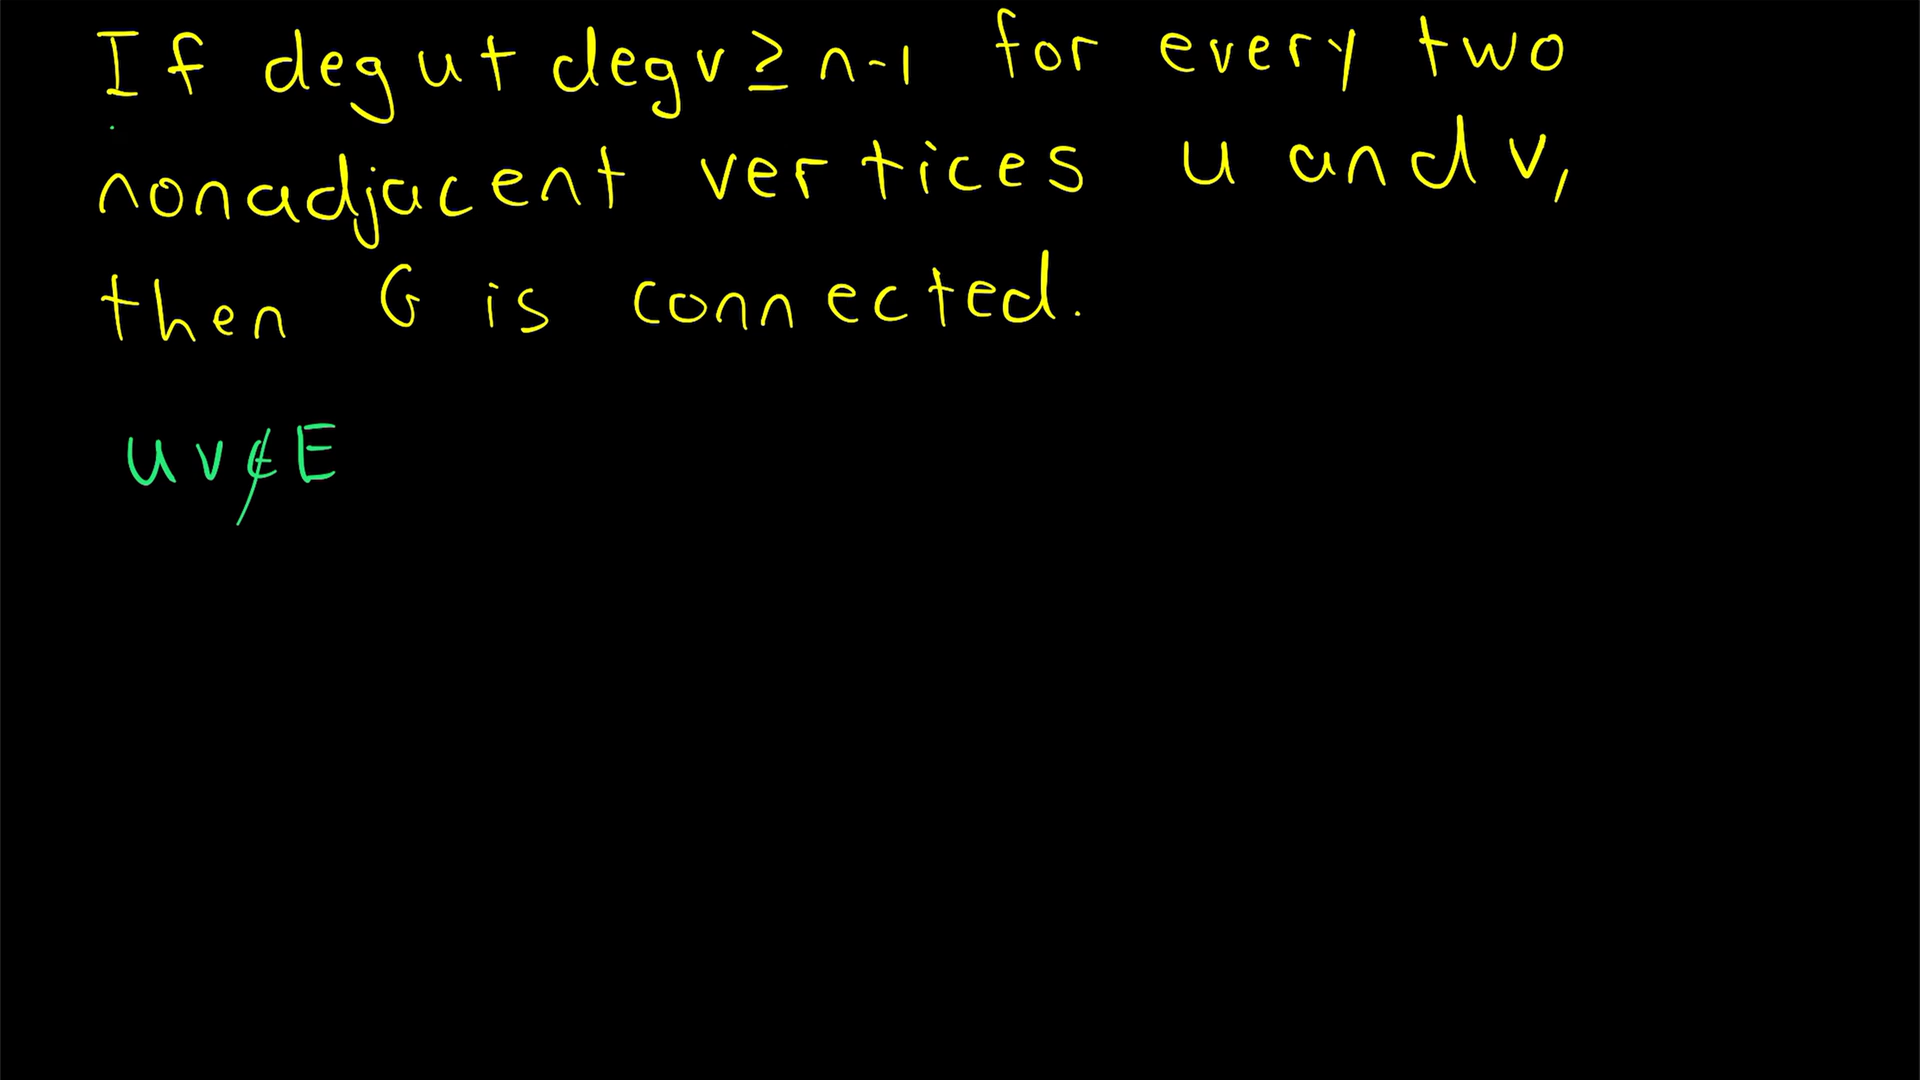 If deg u + deg v ≥ n-1 for every two
nonadjacent vertices u and v,
then G is connected.
uv∉E